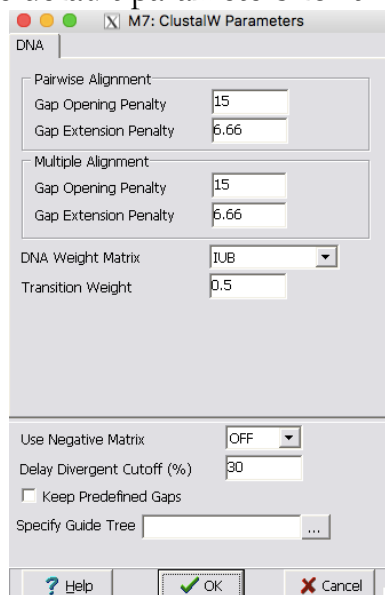 M7: ClustalW Parameters
DNA
Pairwise Alignment
Gap Opening Penalty 15
Gap Extension Penalty 6.66
Multiple Alignment
Gap Opening Penalty 15
Gap Extension Penalty 6.66
DNA Weight Matrix IUB
Transition Weight 0.5
Use Negative Matrix OFF
Delay Divergent Cutoff (%) 30
Keep Predefined Gaps
Specify Guide Tree ...
? Help OK Cancel